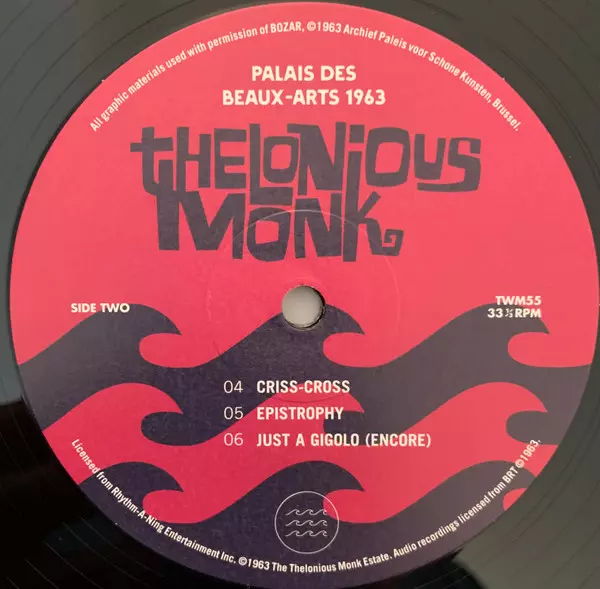 All graphic materials used with permission of BOZAR, ©1963 Archief Paleis voor Schone Kunsten, Brussel.
PALAIS DES
BEAUX-ARTS 1963
THELONIOUS
MONK
SIDE TWO
TWM55
33 ⅓ RPM
04 CRISS-CROSS
05 EPISTROPHY
06 JUST A GIGOLO (ENCORE)
Licensed from Rhythm-A-Ning Entertainment Inc. ©1963 The Thelonious Monk Estate. Audio recordings licensed from BRT ©1963.